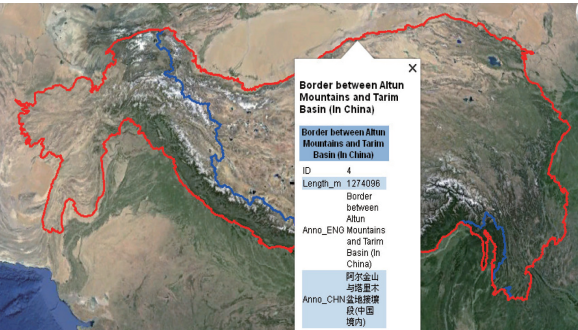 Border between Altun
Mountains and Tarim
Basin (In China)
Border between Altun
Mountains and Tarim
Basin (In China)
ID 4
Length_m 1274096
Border
between
Altun
Anno_ENG Mountains
and Tarim
Basin (In
China)
阿尔金山
与塔里木
Anno_CHN 盆地接壤
段(中国
境内)